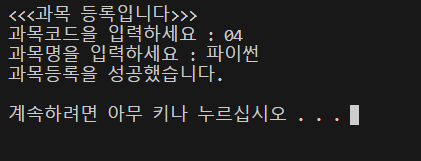 <<<과목 등록입니다>>>
과목코드을 입력하세요 : 04
과목명을 입력하세요 : 파이썬
과목등록을 성공했습니다.
계속하려면 아무 키나 누르십시오 . . .